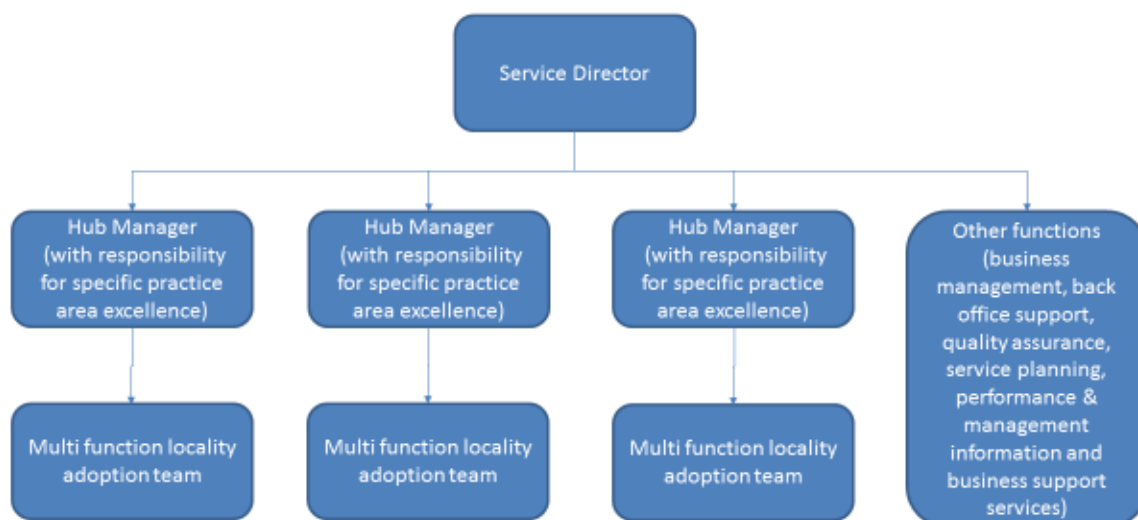 Service Director
Hub Manager
(with responsibility
for specific practice
area excellence)
Hub Manager
(with responsibility
for specific practice
area excellence)
Hub Manager
(with responsibility
for specific practice
area excellence)
Other functions
(business
management, back
office support,
quality assurance,
service planning,
performance &
management
information and
business support
services)
Multi function locality
adoption team
Multi function locality
adoption team
Multi function locality
adoption team